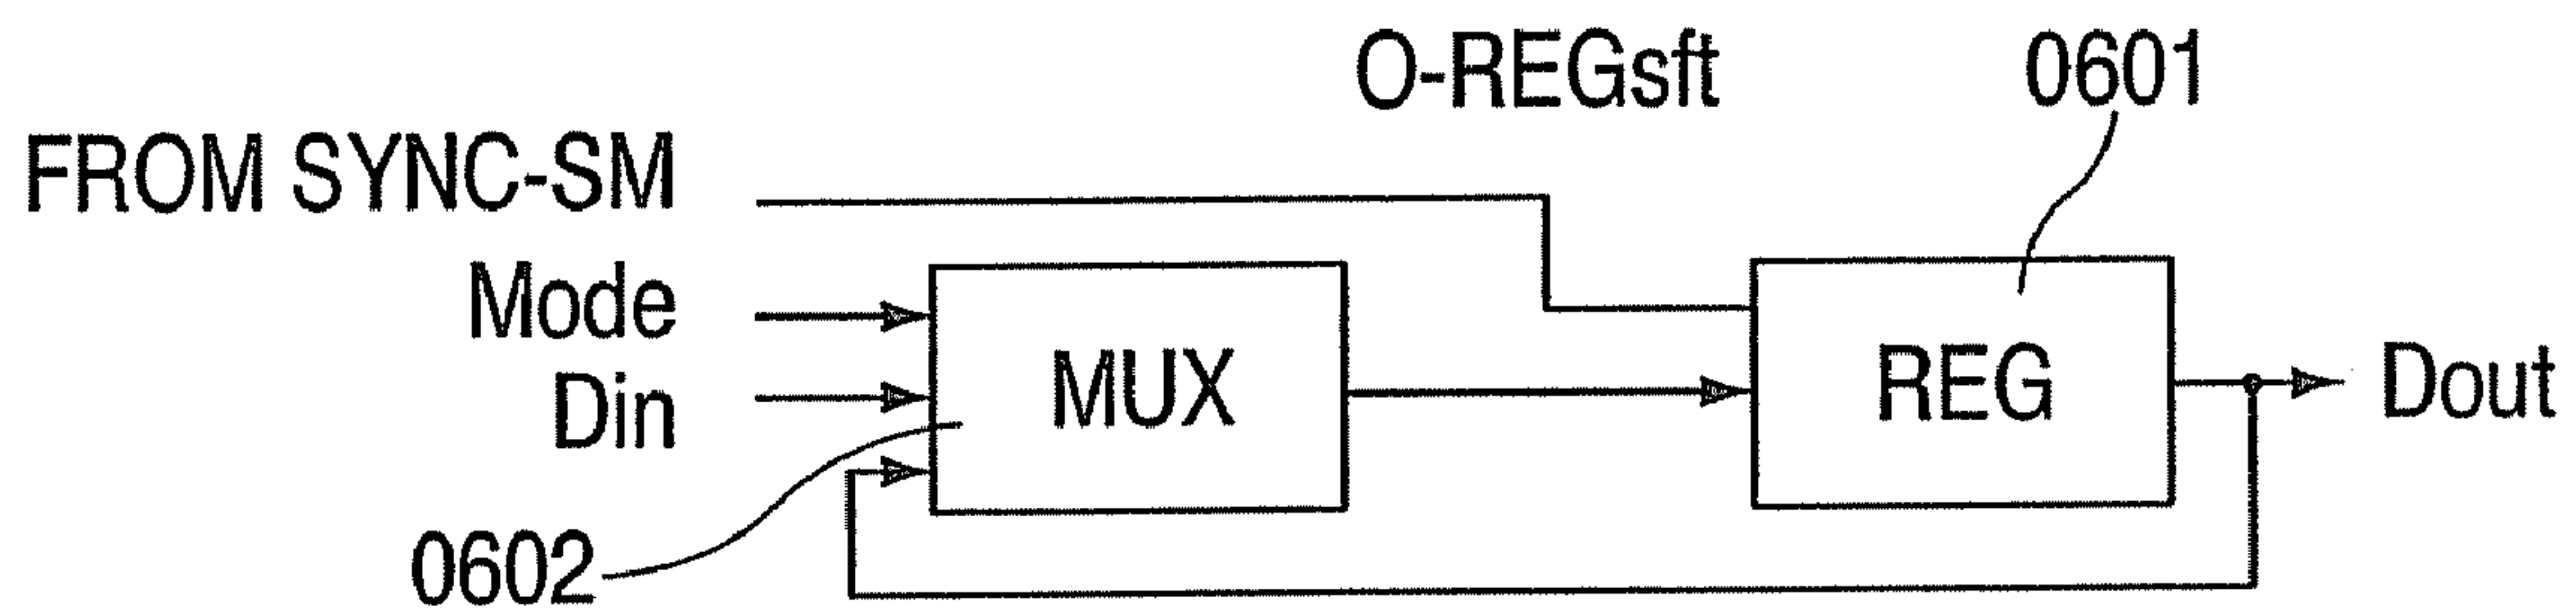 O-REGsft
0601
FROM SYNC-SM
Mode
MUX
REG
Din
Dout
0602